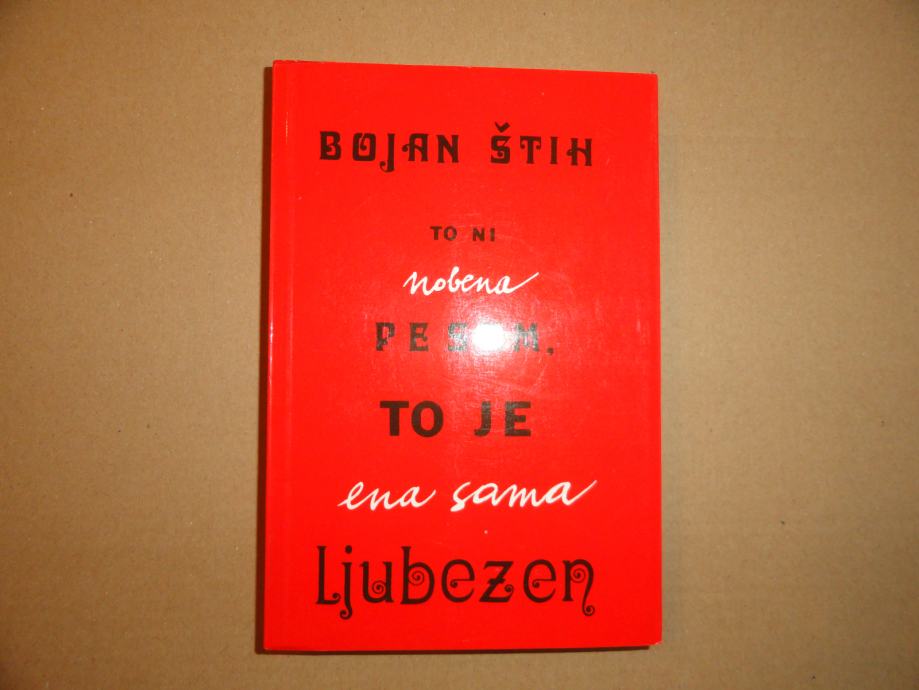 BOJAN ŠTIH
TO NI
nobena
PESEM,
TO JE
ena sama
ljubezen